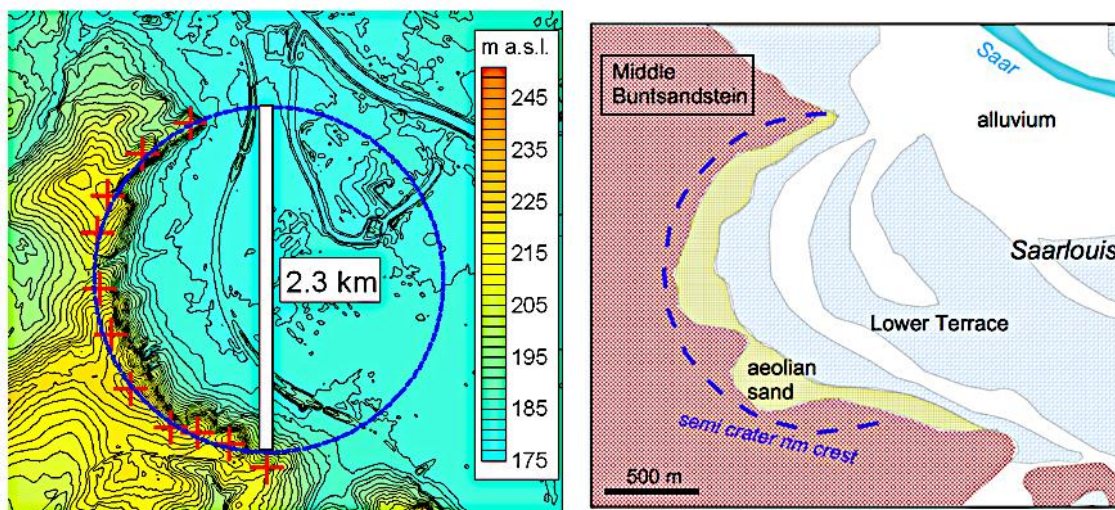 m a.s.l.
245
235
225
215
205
195
185
175
2.3 km
Middle
Buntsandstein
Saar
alluvium
Saarlouis
Lower Terrace
aeolian
sand
semi crater rim crest
500 m